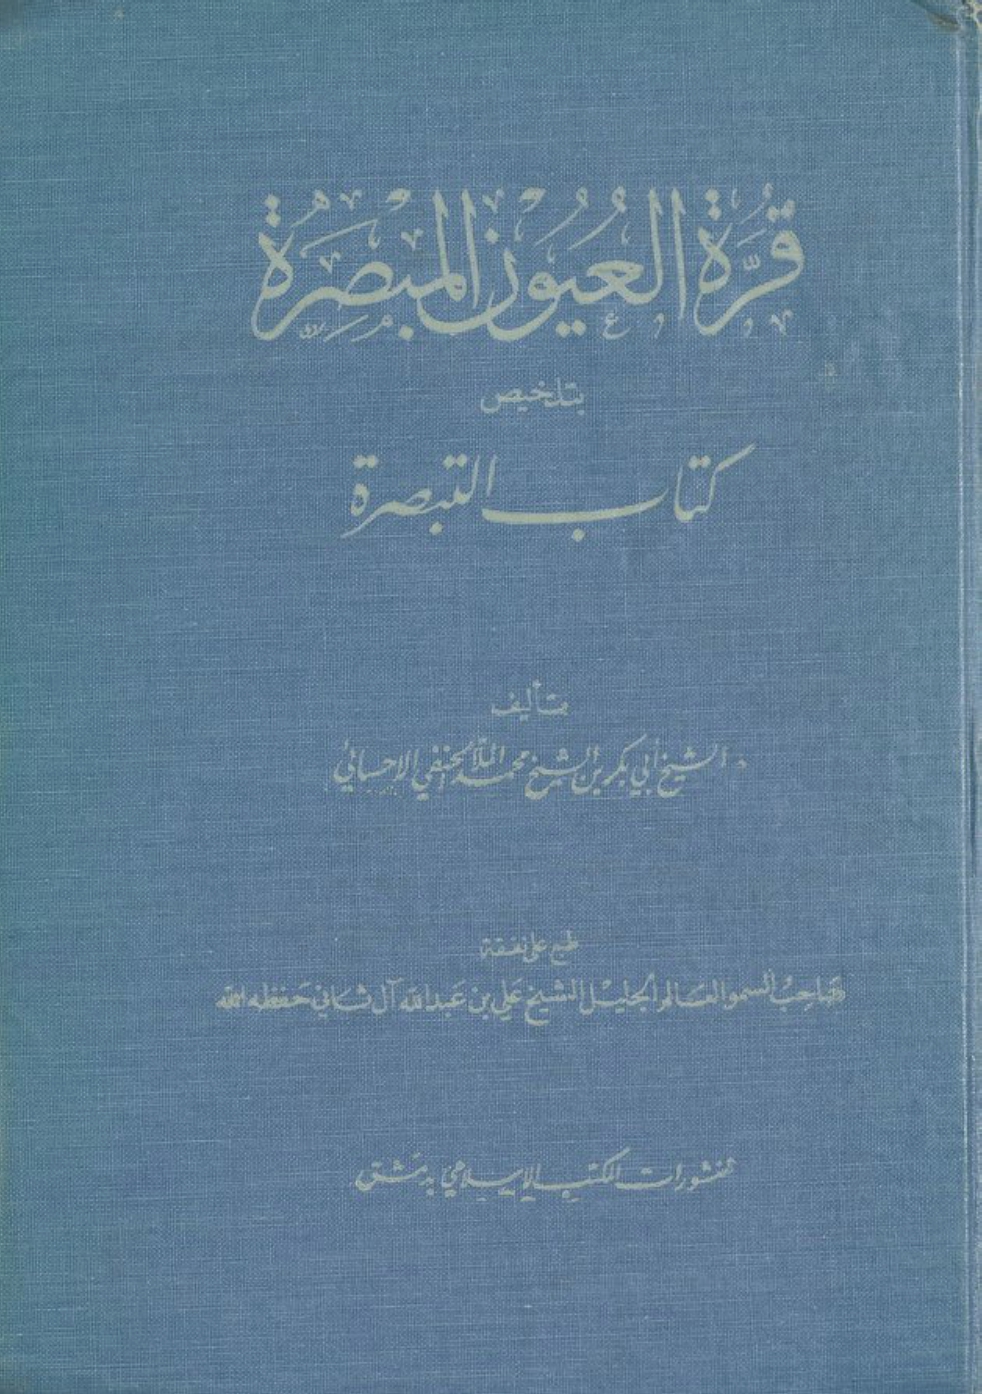 قرة العيون المبصرة
بتلخيص
كتاب التبصرة
تأليف
الشيخ أبي بكر بن الشيخ محمد الملا الحنفي الاحسائي
طبع على نفقة
صاحب السمو العالم الجليل الشيخ علي بن عبد الله آل ثاني حفظه الله
منشورات المكتب الإسلامي بدمشق